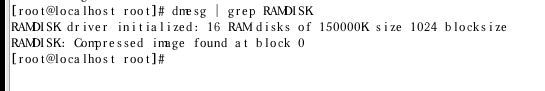 [root@localhost root]# dmesg | grep RAMDISK
RAMDISK driver initialized: 16 RAM disks of 150000K size 1024 blocksize
RAMDISK: Compressed image found at block 0
[root@localhost root]#